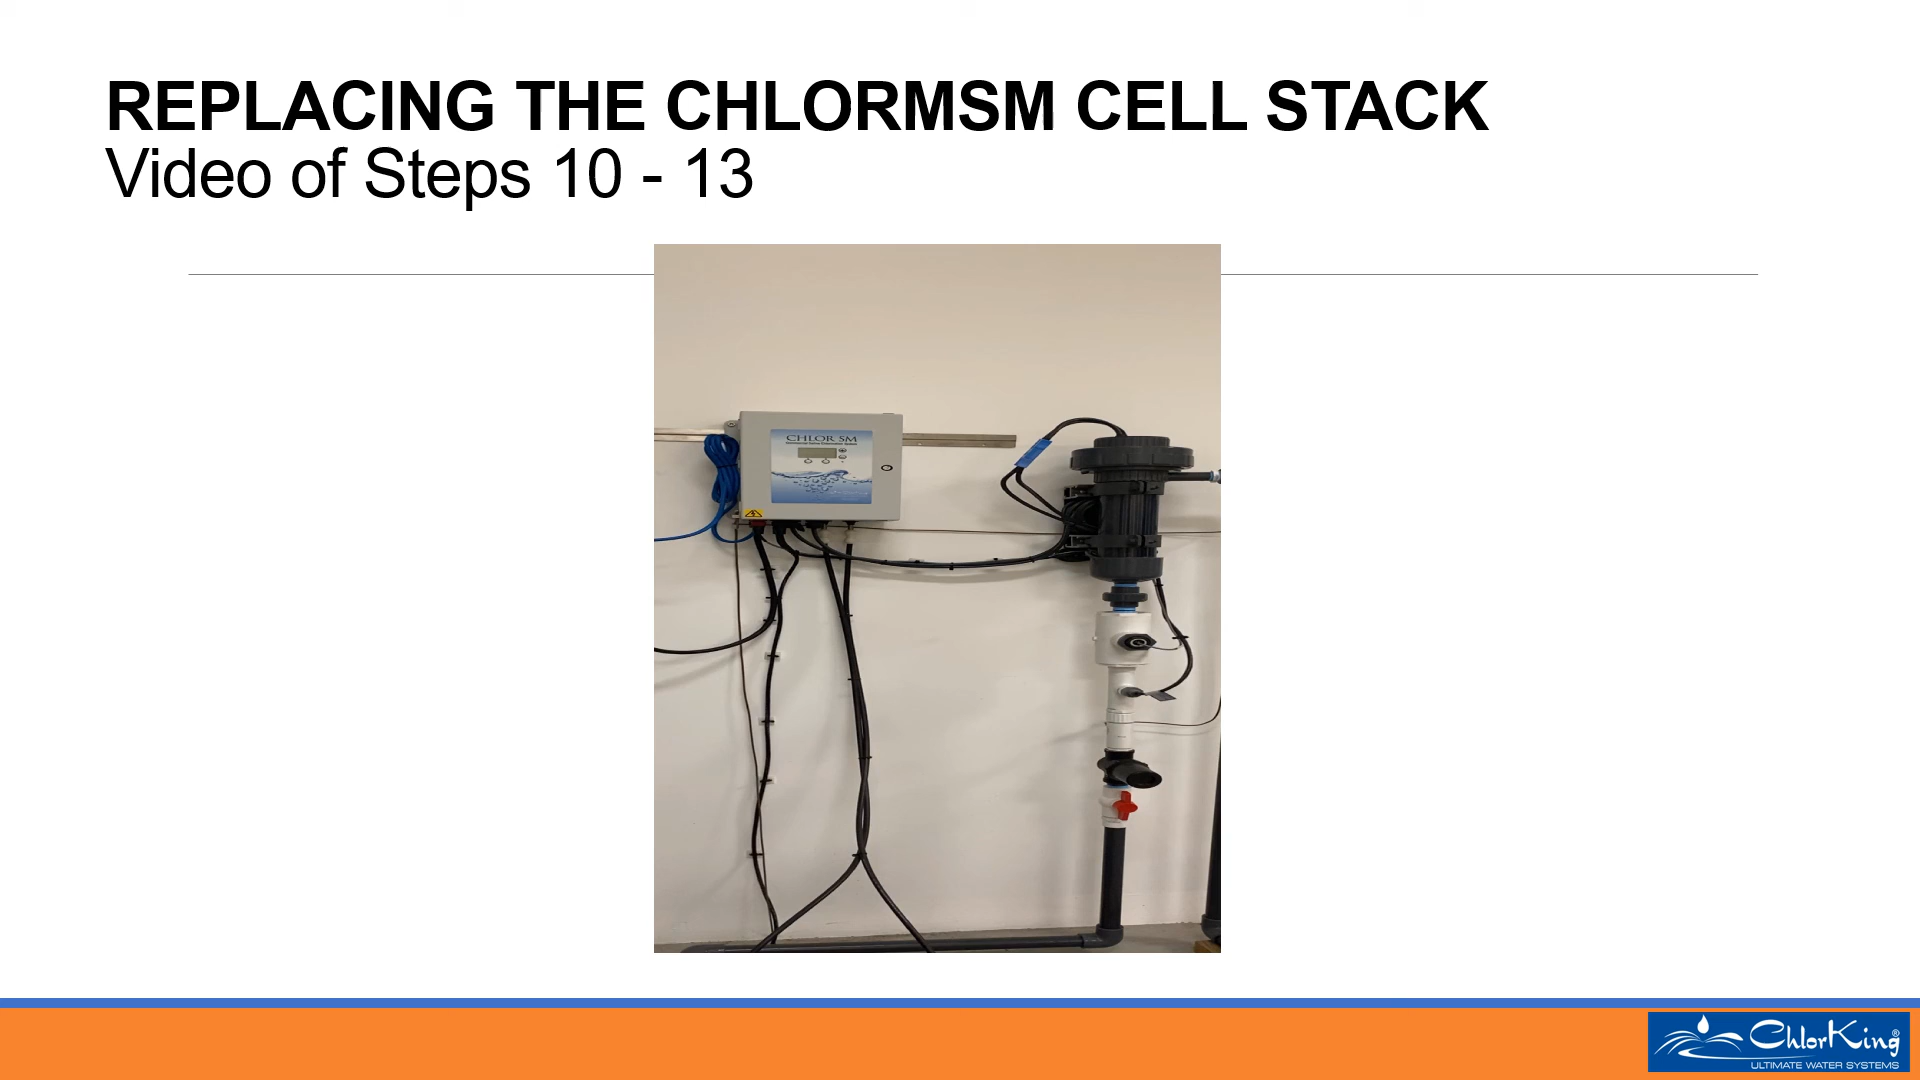 REPLACING THE CHLORMSM CELL STACK
Video of Steps 10 - 13
CHLOR SM
ChlorKing®
ULTIMATE WATER SYSTEMS